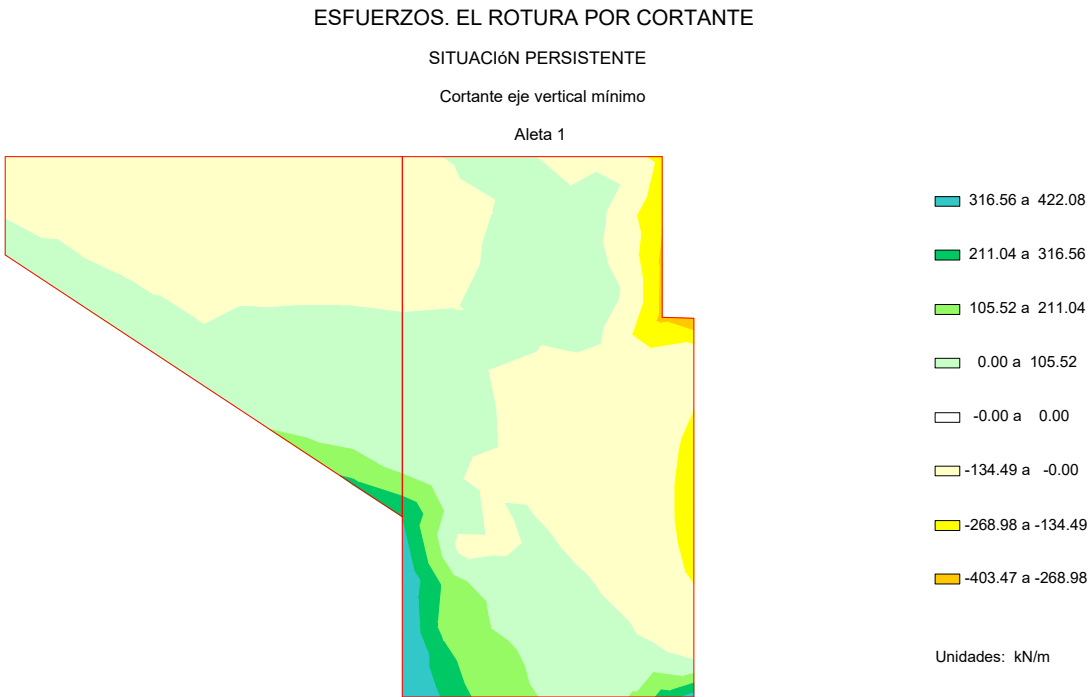 ESFUERZOS. EL ROTURA POR CORTANTE
SITUACIóN PERSISTENTE
Cortante eje vertical mínimo
Aleta 1
316.56 a 422.08
211.04 a 316.56
105.52 a 211.04
0.00 a 105.52
-0.00 a 0.00
-134.49 a -0.00
-268.98 a -134.49
-403.47 a -268.98
Unidades: kN/m